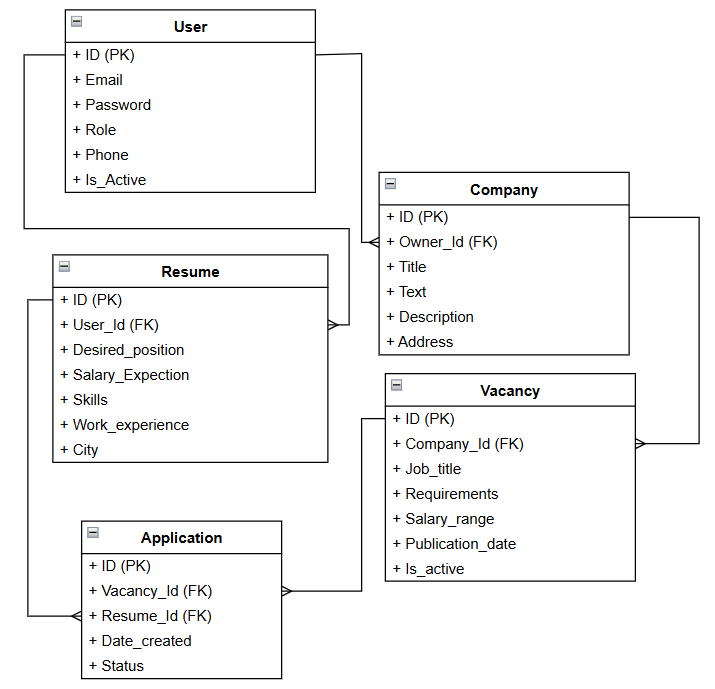 User
+ ID (PK)
+ Email
+ Password
+ Role
+ Phone
+ Is_Active
Company
+ ID (PK)
+ Owner_Id (FK)
+ Title
+ Text
+ Description
+ Address
Resume
+ ID (PK)
+ User_Id (FK)
+ Desired_position
+ Salary_Expection
+ Skills
+ Work_experience
+ City
Vacancy
+ ID (PK)
+ Company_Id (FK)
+ Job_title
+ Requirements
+ Salary_range
+ Publication_date
+ Is_active
Application
+ ID (PK)
+ Vacancy_Id (FK)
+ Resume_Id (FK)
+ Date_created
+ Status